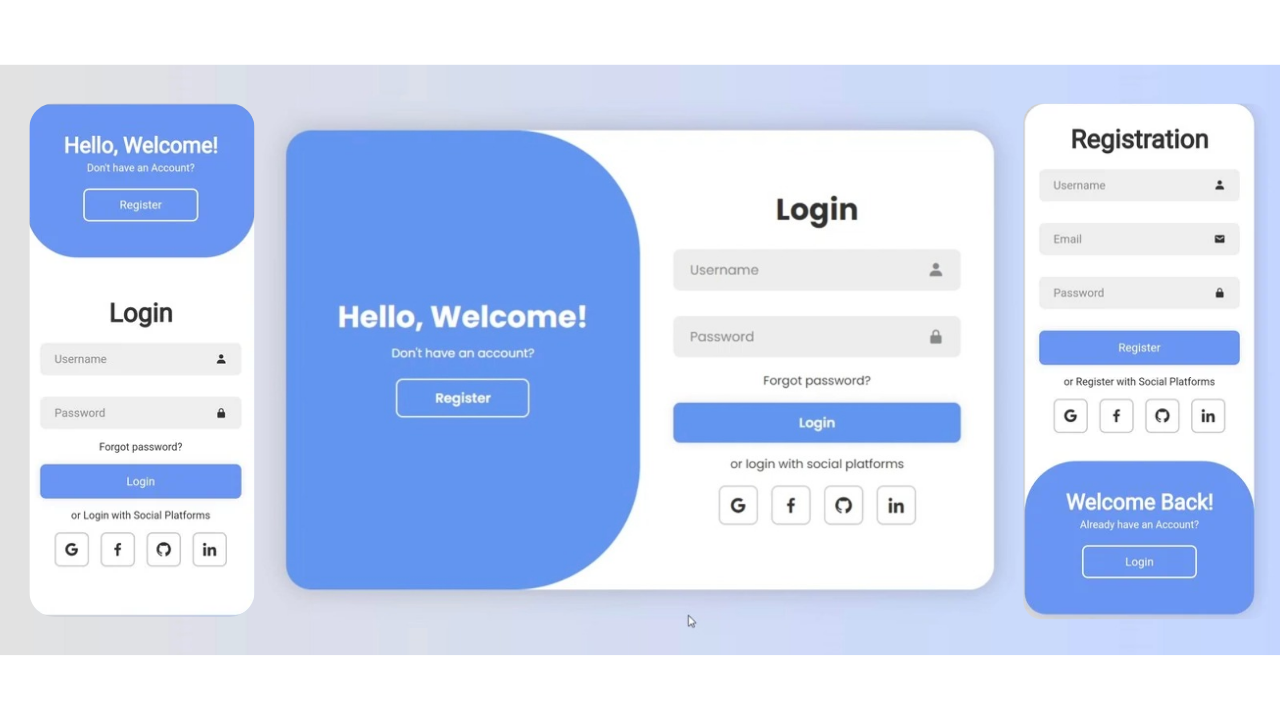 Hello, Welcome!
Don't have an Account?
Register
Login
Username
Password
Forgot password?
Login
or Login with Social Platforms
G
f
in
Hello, Welcome!
Don't have an account?
Register
Login
Username
Password
Forgot password?
Login
or login with social platforms
G
f
in
Registration
Username
Email
Password
Register
or Register with Social Platforms
G
f
in
Welcome Back!
Already have an Account?
Login